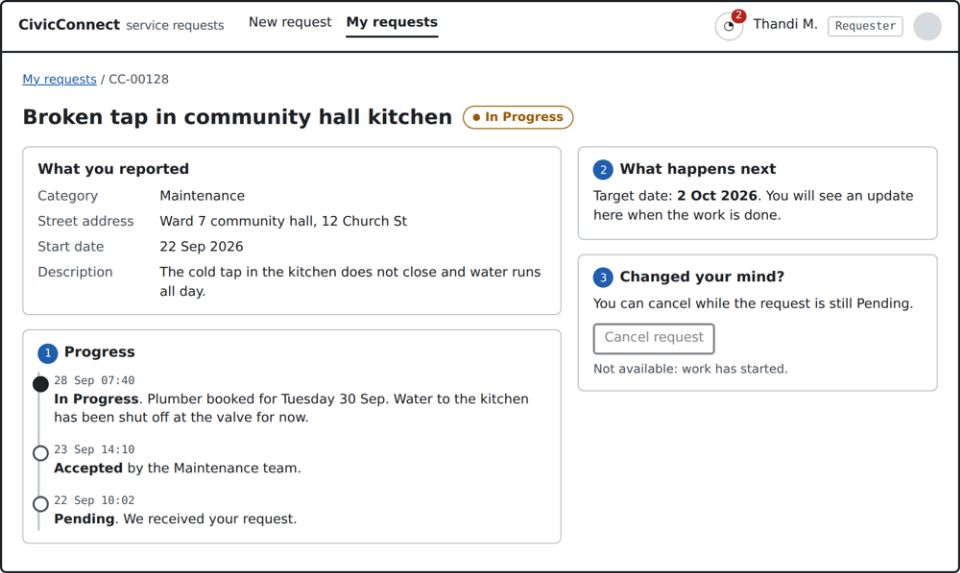 CivicConnect service requests New request My requests 2 Thandi M. Requester
My requests / CC-00128
Broken tap in community hall kitchen In Progress
What you reported
Category Maintenance
Street address Ward 7 community hall, 12 Church St
Start date 22 Sep 2026
Description The cold tap in the kitchen does not close and water runs
all day.
1 Progress
28 Sep 07:40
In Progress. Plumber booked for Tuesday 30 Sep. Water to the kitchen
has been shut off at the valve for now.
23 Sep 14:10
Accepted by the Maintenance team.
22 Sep 10:02
Pending. We received your request.
2 What happens next
Target date: 2 Oct 2026. You will see an update
here when the work is done.
3 Changed your mind?
You can cancel while the request is still Pending.
Cancel request
Not available: work has started.